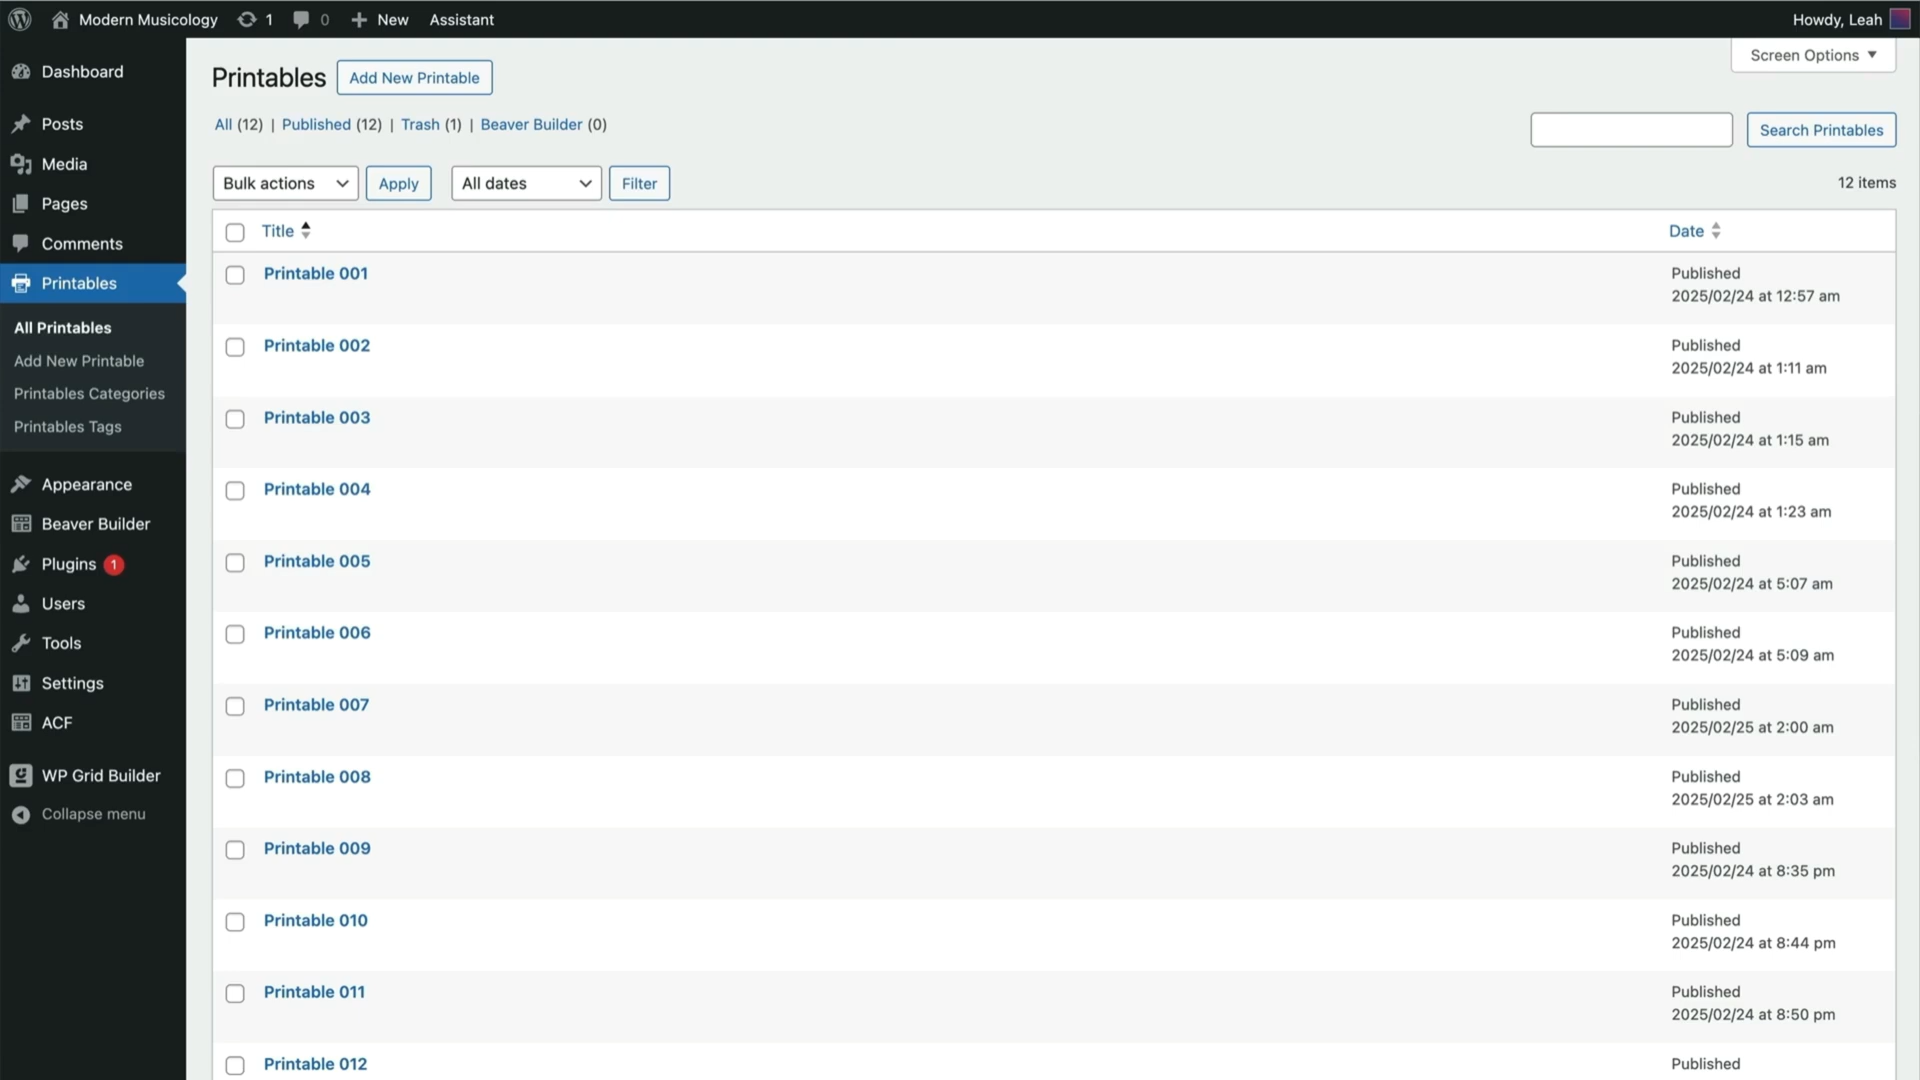 Modern Musicology 1 0 New Assistant Howdy, Leah
Screen Options
Dashboard
Posts
Media
Pages
Comments
Printables
All Printables
Add New Printable
Printables Categories
Printables Tags
Appearance
Beaver Builder
Plugins 1
Users
Tools
Settings
ACF
WP Grid Builder
Collapse menu
Printables Add New Printable
All (12) | Published (12) | Trash (1) | Beaver Builder (0)
Search Printables
Bulk actions Apply All dates Filter
12 items
Title Date
Printable 001 Published
2025/02/24 at 12:57 am
Printable 002 Published
2025/02/24 at 1:11 am
Printable 003 Published
2025/02/24 at 1:15 am
Printable 004 Published
2025/02/24 at 1:23 am
Printable 005 Published
2025/02/24 at 5:07 am
Printable 006 Published
2025/02/24 at 5:09 am
Printable 007 Published
2025/02/25 at 2:00 am
Printable 008 Published
2025/02/25 at 2:03 am
Printable 009 Published
2025/02/24 at 8:35 pm
Printable 010 Published
2025/02/24 at 8:44 pm
Printable 011 Published
2025/02/24 at 8:50 pm
Printable 012 Published